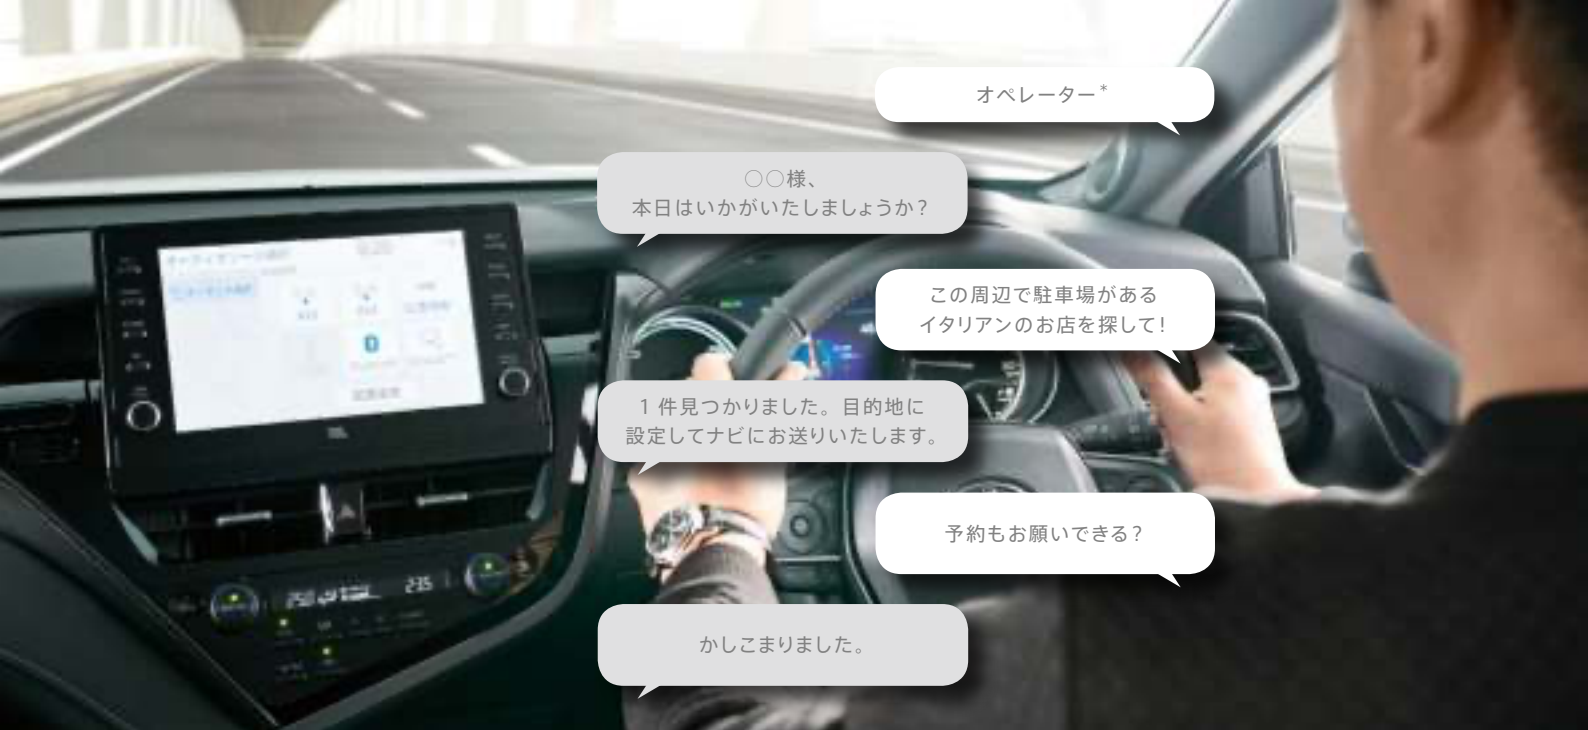 オペレーター*
○○様、
本日はいかがいたしましょうか?
この周辺で駐車場がある
イタリアンのお店を探して!
1件見つかりました。目的地に
設定してナビにお送りいたします。
予約もお願いできる?
かしこまりました。
23.5